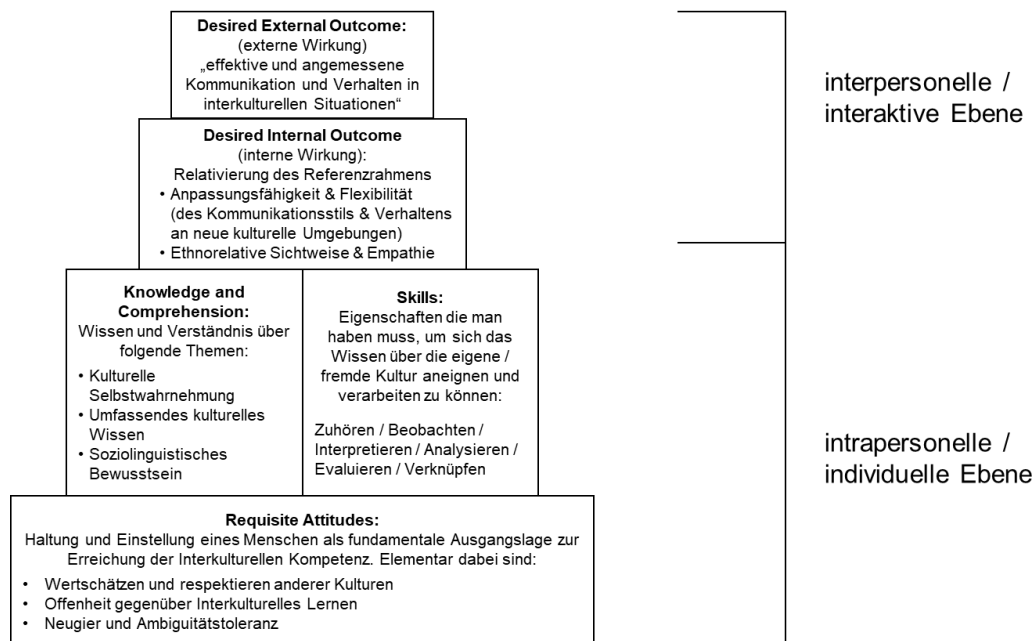 Desired External Outcome:
(externe Wirkung)
„effektive und angemessene
Kommunikation und Verhalten in
interkulturellen Situationen“
Desired Internal Outcome
(interne Wirkung):
Relativierung des Referenzrahmens
• Anpassungsfähigkeit & Flexibilität
(des Kommunikationsstils & Verhaltens
an neue kulturelle Umgebungen)
• Ethnorelative Sichtweise & Empathie
Knowledge and
Comprehension:
Wissen und Verständnis über
folgende Themen:
• Kulturelle
Selbstwahrnehmung
• Umfassendes kulturelles
Wissen
• Soziolinguistisches
Bewusstsein
Skills:
Eigenschaften die man
haben muss, um sich das
Wissen über die eigene /
fremde Kultur aneignen und
verarbeiten zu können:
Zuhören / Beobachten /
Interpretieren / Analysieren /
Evaluieren / Verknüpfen
Requisite Attitudes:
Haltung und Einstellung eines Menschen als fundamentale Ausgangslage zur
Erreichung der Interkulturellen Kompetenz. Elementar dabei sind:
• Wertschätzen und respektieren anderer Kulturen
• Offenheit gegenüber Interkulturelles Lernen
• Neugier und Ambiguitätstoleranz
interpersonelle /
interaktive Ebene
intrapersonelle /
individuelle Ebene